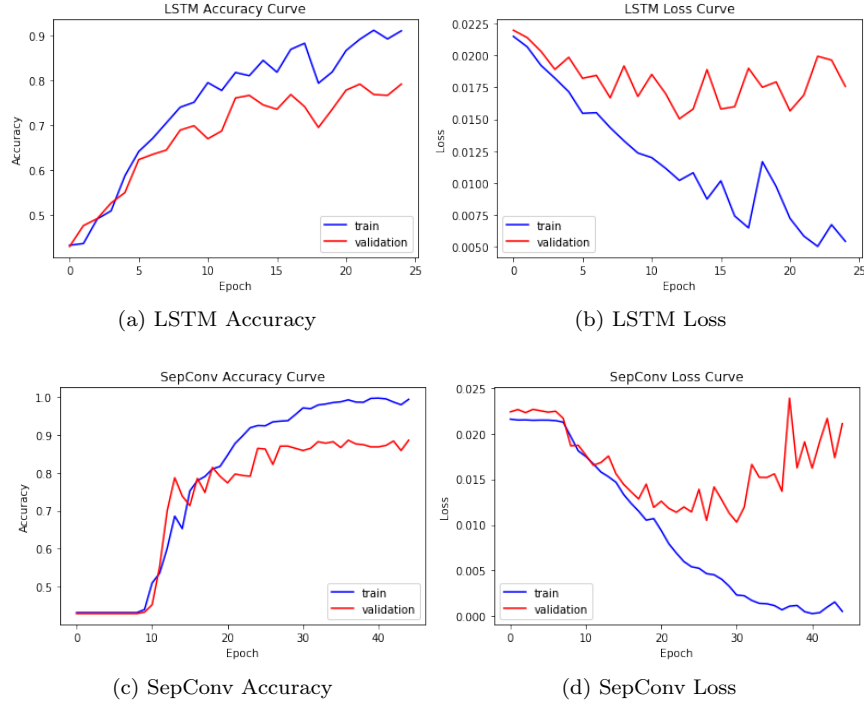 LSTM Accuracy Curve
0.9
0.8
0.7
0.6
0.5
Accuracy
train
validation
0
5
10
15
20
25
Epoch
(a) LSTM Accuracy
LSTM Loss Curve
0.0225
0.0200
0.0175
0.0150
0.0125
0.0100
0.0075
0.0050
Loss
train
validation
0
5
10
15
20
25
Epoch
(b) LSTM Loss
SepConv Accuracy Curve
1.0
0.9
0.8
0.7
0.6
0.5
Accuracy
train
validation
0
10
20
30
40
Epoch
(c) SepConv Accuracy
SepConv Loss Curve
0.025
0.020
0.015
0.010
0.005
0.000
Loss
train
validation
0
10
20
30
40
Epoch
(d) SepConv Loss